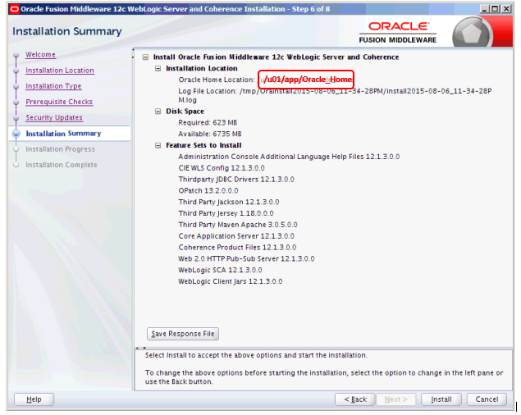 Oracle Fusion Middleware 12c WebLogic Server and Coherence Installation - Step 6 of 8
Installation Summary
ORACLE
FUSION MIDDLEWARE
Welcome
Installation Location
Installation Type
Prerequisite Checks
Security Updates
Installation Summary
Installation Progress
Installation Complete
Install Oracle Fusion Middleware 12c WebLogic Server and Coherence
Installation Location
Oracle Home Location: /u01/app/Oracle_Home
Log File Location: /tmp/OraInstall2015-08-06_11-34-28PM/install2015-08-06_11-34-28P
M.log
Disk Space
Required: 623 MB
Available: 6735 MB
Feature Sets to Install
Administration Console Additional Language Help Files 12.1.3.0.0
CIE WLS Config 12.1.3.0.0
Thirdparty JDBC Drivers 12.1.3.0.0
OPatch 13.2.0.0.0
Third Party Jackson 12.1.3.0.0
Third Party Jersey 1.18.0.0.0
Third Party Maven Apache 3.0.5.0.0
Core Application Server 12.1.3.0.0
Coherence Product Files 12.1.3.0.0
Web 2.0 HTTP Pub-Sub Server 12.1.3.0.0
WebLogic SCA 12.1.3.0.0
WebLogic Client Jars 12.1.3.0.0
Save Response File
Select Install to accept the above options and start the installation.
To change the above options before starting the installation, select the option to change in the left pane or
use the Back button.
Help
< Back
Next >
Install
Cancel